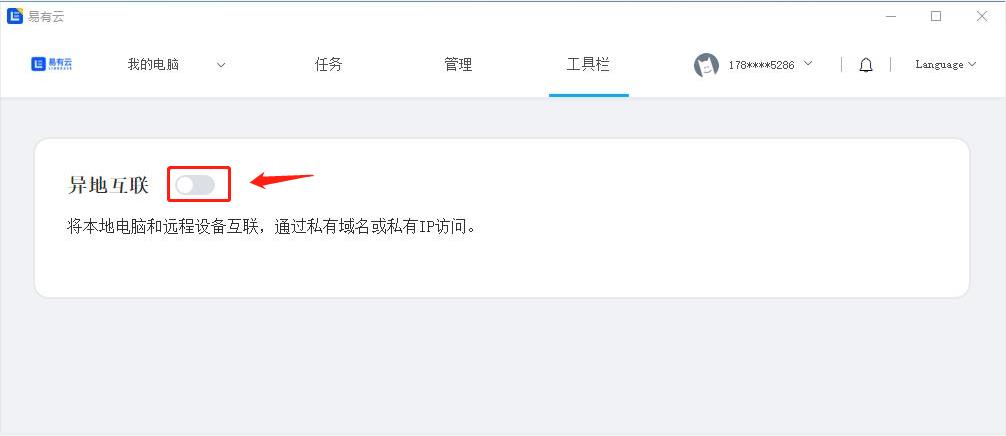 易有云
易有云 LINKEASE 我的电脑 任务 管理 工具栏 178****5286 Language
异地互联
将本地电脑和远程设备互联，通过私有域名或私有IP访问。